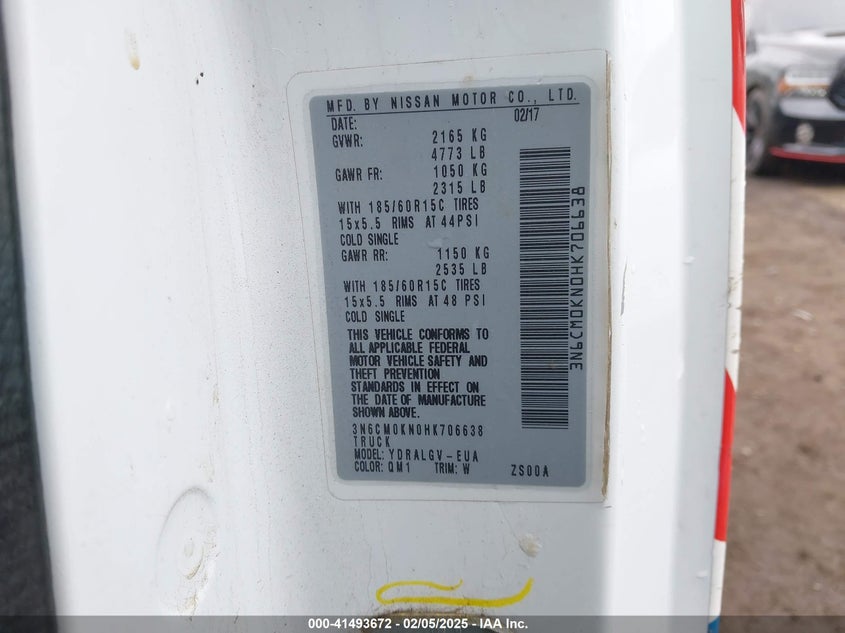 MFD. BY NISSAN MOTOR CO., LTD.
DATE: 02/17
GVWR: 2165 KG
4773 LB
GAWR FR: 1050 KG
2315 LB
WITH 185/60R15C TIRES
15x5.5 RIMS AT 44PSI
COLD SINGLE
GAWR RR: 1150 KG
2535 LB
WITH 185/60R15C TIRES
15x5.5 RIMS AT 48 PSI
COLD SINGLE
THIS VEHICLE CONFORMS TO
ALL APPLICABLE FEDERAL
MOTOR VEHICLE SAFETY AND
THEFT PREVENTION
STANDARDS IN EFFECT ON
THE DATE OF MANUFACTURE
SHOWN ABOVE.
3N6CM0KN0HK706638
TRUCK
MODEL: YDRALGV-EUA
COLOR: QM1 TRIM: W ZS00A
3N6CM0KN0HK706638
000-41493672 - 02/05/2025 - IAA Inc.